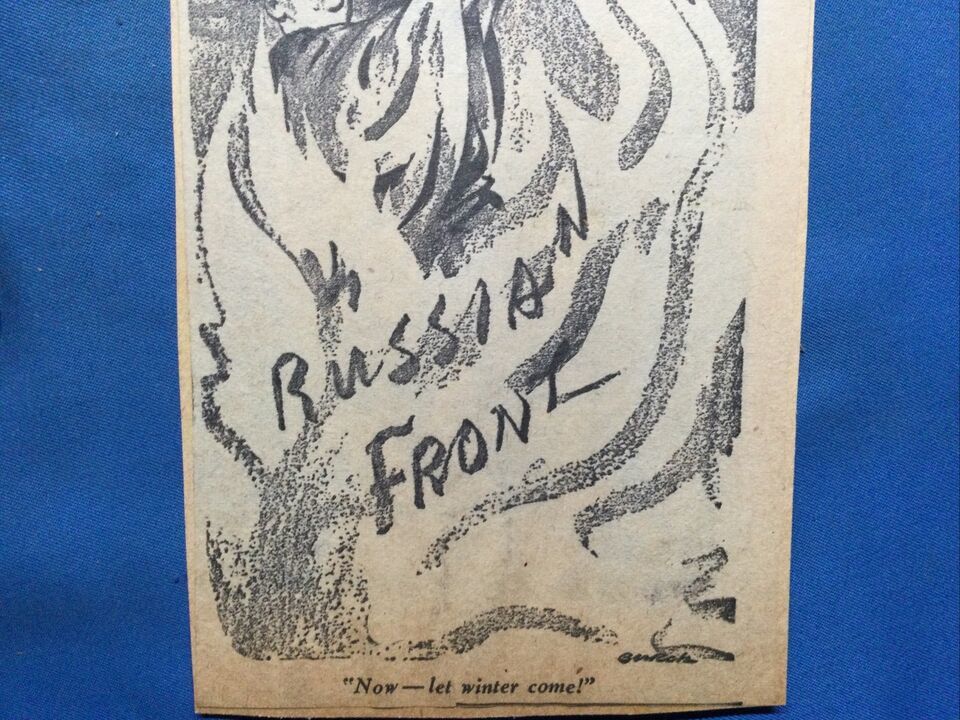 RUSSIAN
FRONT
"Now—let winter come!"